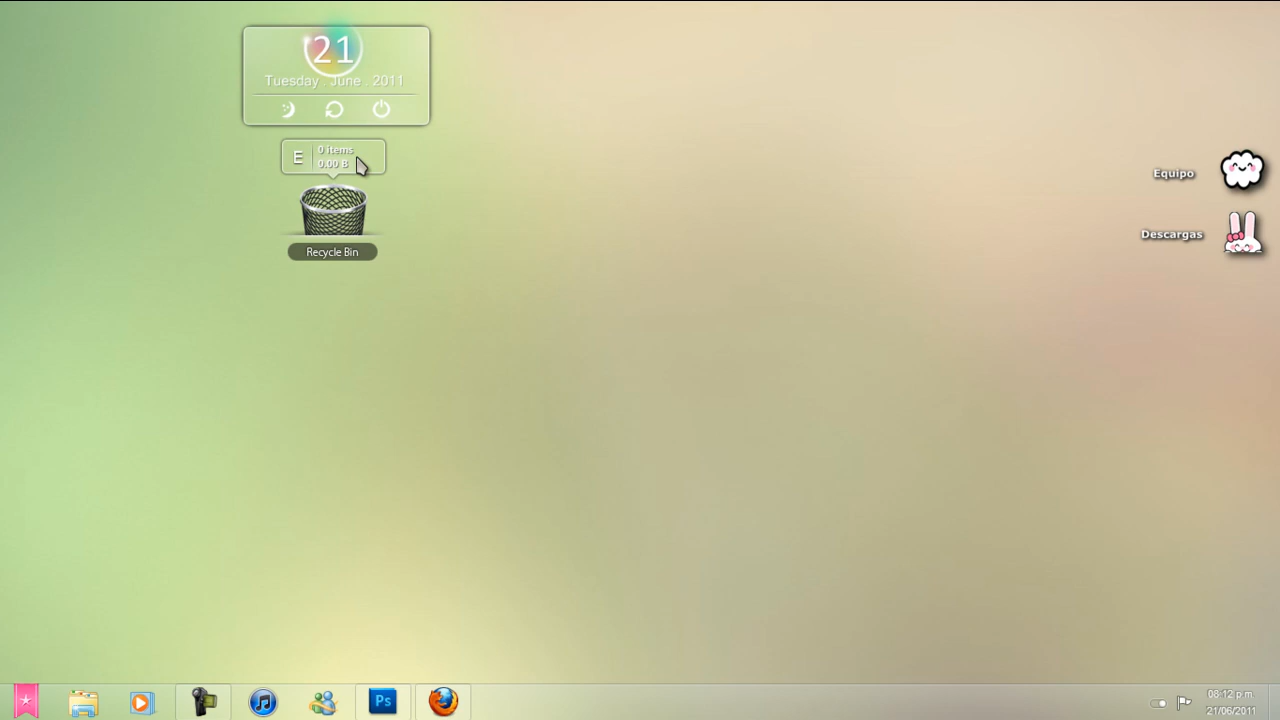 21
Tuesday . June . 2011
E
0 items
0.00 B
Recycle Bin
Equipo
Descargas
Ps
08:12 p.m.
21/06/2011